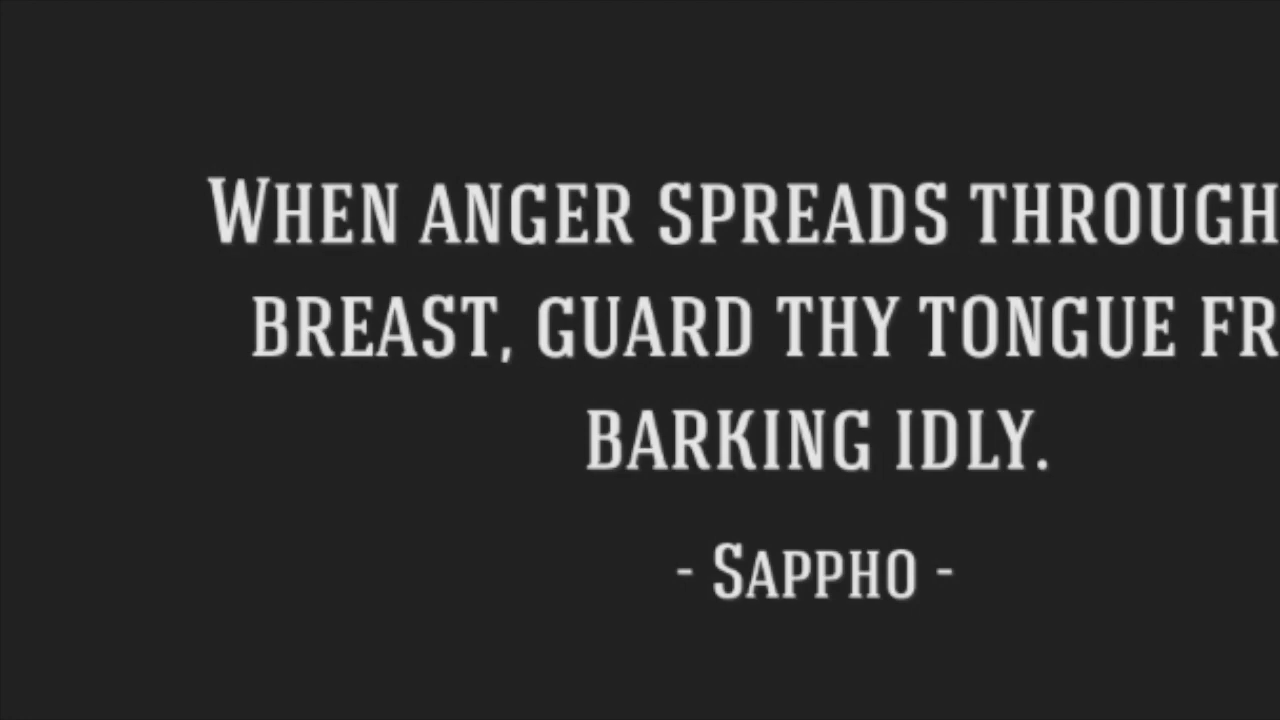 When anger spreads through
breast, guard thy tongue fr
barking idly.
- Sappho -